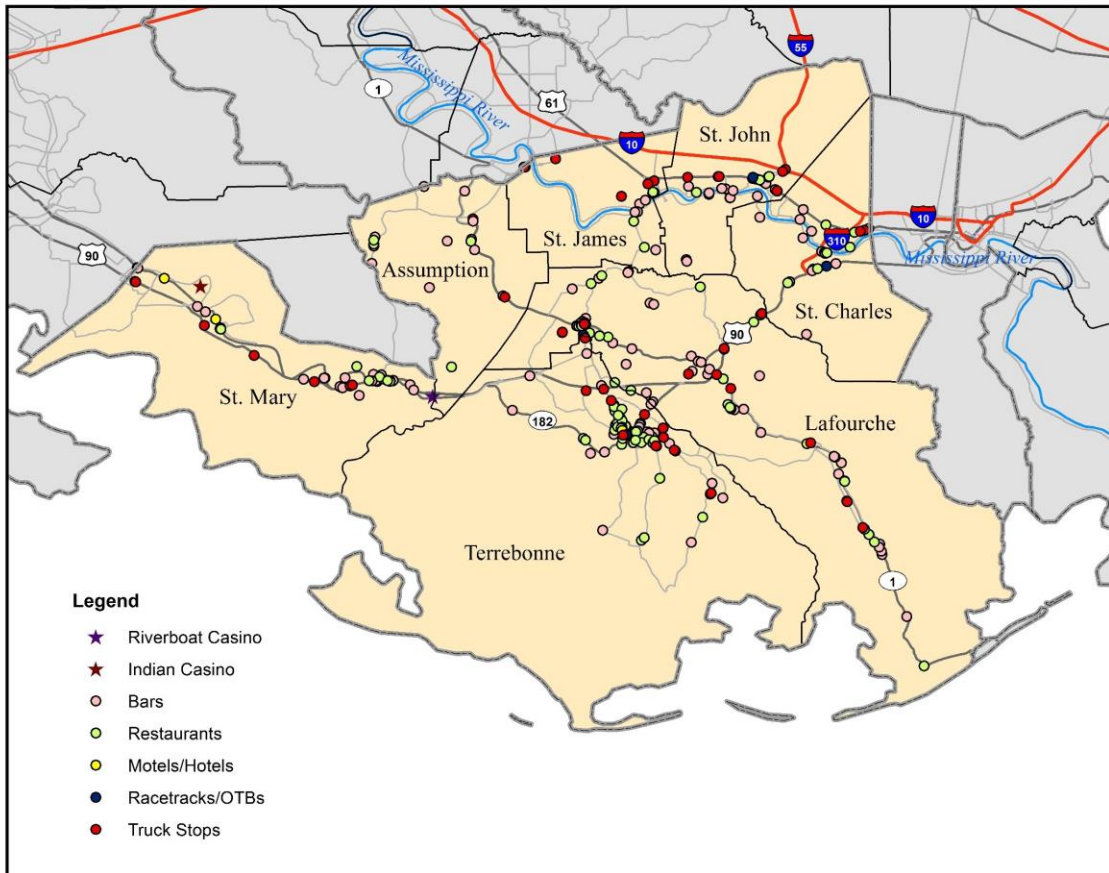 55
Mississippi River
1
61
10
St. John
10
310
Mississippi River
90
St. James
Assumption
St. Charles
90
St. Mary
182
Lafourche
Terrebonne
1
Legend
Riverboat Casino
Indian Casino
Bars
Restaurants
Motels/Hotels
Racetracks/OTBs
Truck Stops